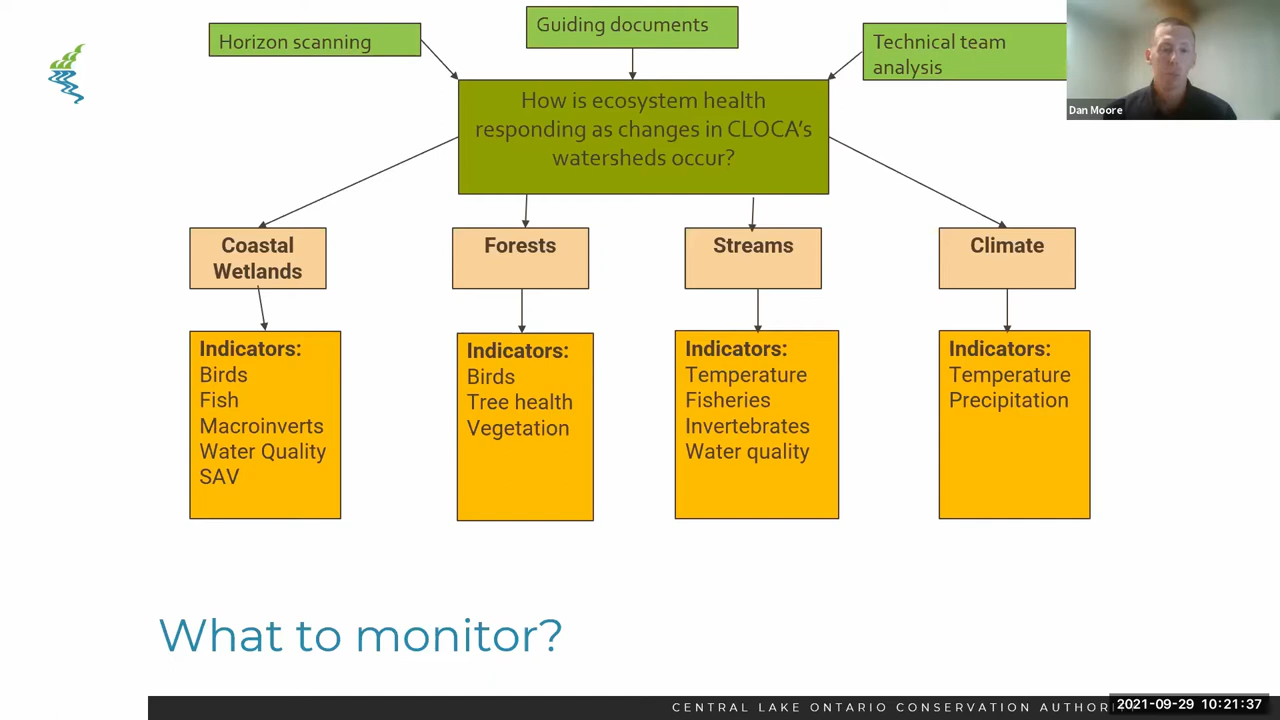 Horizon scanning
Guiding documents
Technical team
analysis
Dan Moore
How is ecosystem health
responding as changes in CLOCA's
watersheds occur?
Coastal
Wetlands
Forests
Streams
Climate
Indicators:
Birds
Fish
Macroinverts
Water Quality
SAV
Indicators:
Birds
Tree health
Vegetation
Indicators:
Temperature
Fisheries
Invertebrates
Water quality
Indicators:
Temperature
Precipitation
What to monitor?
CENTRAL LAKE ONTARIO CONSERVATION
2021-09-29 10:21:37